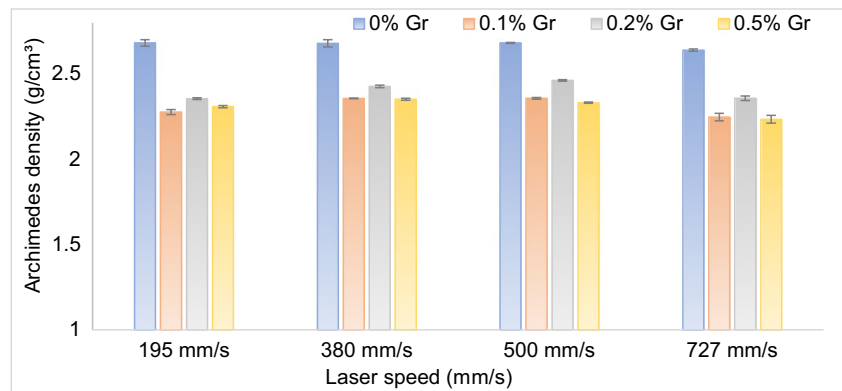 0% Gr 0.1% Gr 0.2% Gr 0.5% Gr
Archimedes density (g/cm³)
2.5
2
1.5
1
195 mm/s 380 mm/s 500 mm/s 727 mm/s
Laser speed (mm/s)